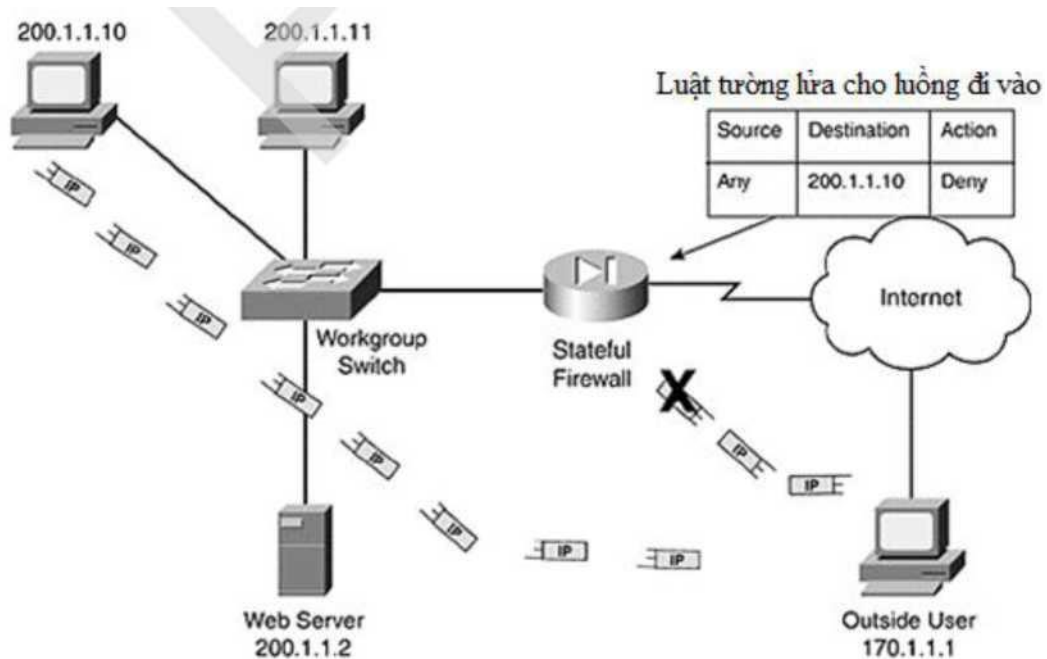 200.1.1.10
200.1.1.11
Luật tường lửa cho luồng đi vào
Source Destination Action
Any 200.1.1.10 Deny
IP
IP
IP
IP
IP
IP
IP
IP
Workgroup
Switch
Stateful
Firewall
Internet
X
IP
IP
Web Server
200.1.1.2
Outside User
170.1.1.1